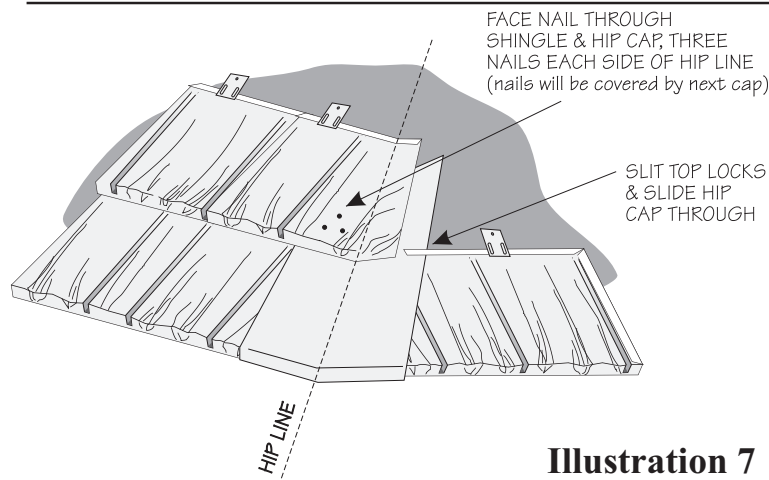 FACE NAIL THROUGH
SHINGLE & HIP CAP, THREE
NAILS EACH SIDE OF HIP LINE
(nails will be covered by next cap)
SLIT TOP LOCKS
& SLIDE HIP
CAP THROUGH
HIP LINE
Illustration 7